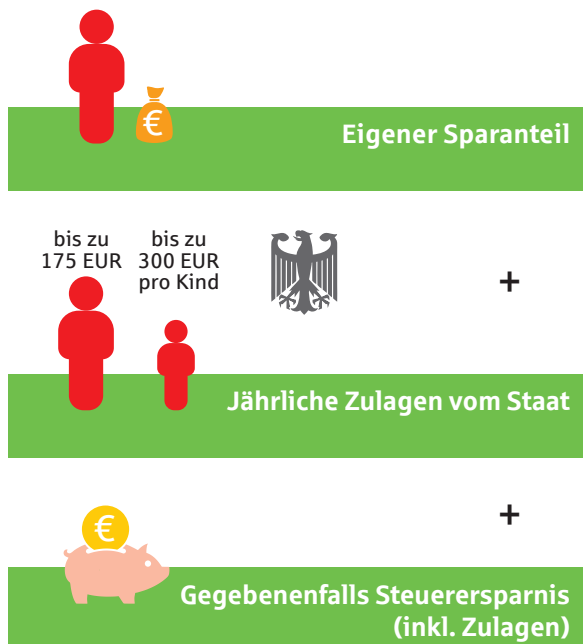 €
Eigener Sparanteil
bis zu
175 EUR
bis zu
300 EUR
pro Kind
+
Jährliche Zulagen vom Staat
+
€
Gegebenenfalls Steuerersparnis
(inkl. Zulagen)